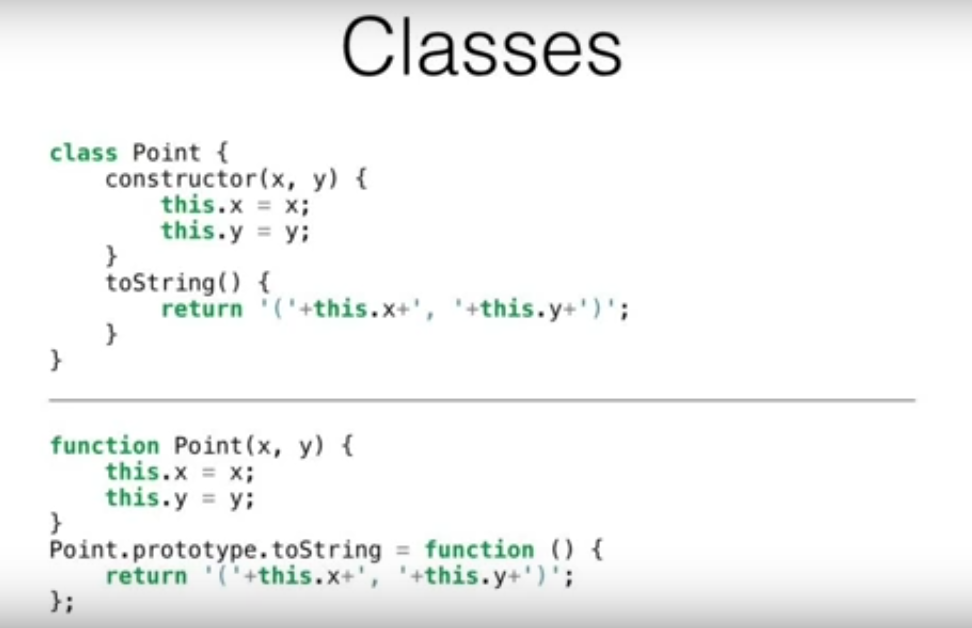 Classes
class Point {
    constructor(x, y) {
        this.x = x;
        this.y = y;
    }
    toString() {
        return '('+this.x+', '+this.y+')';
    }
}
function Point(x, y) {
    this.x = x;
    this.y = y;
}
Point.prototype.toString = function () {
    return '('+this.x+', '+this.y+')';
};